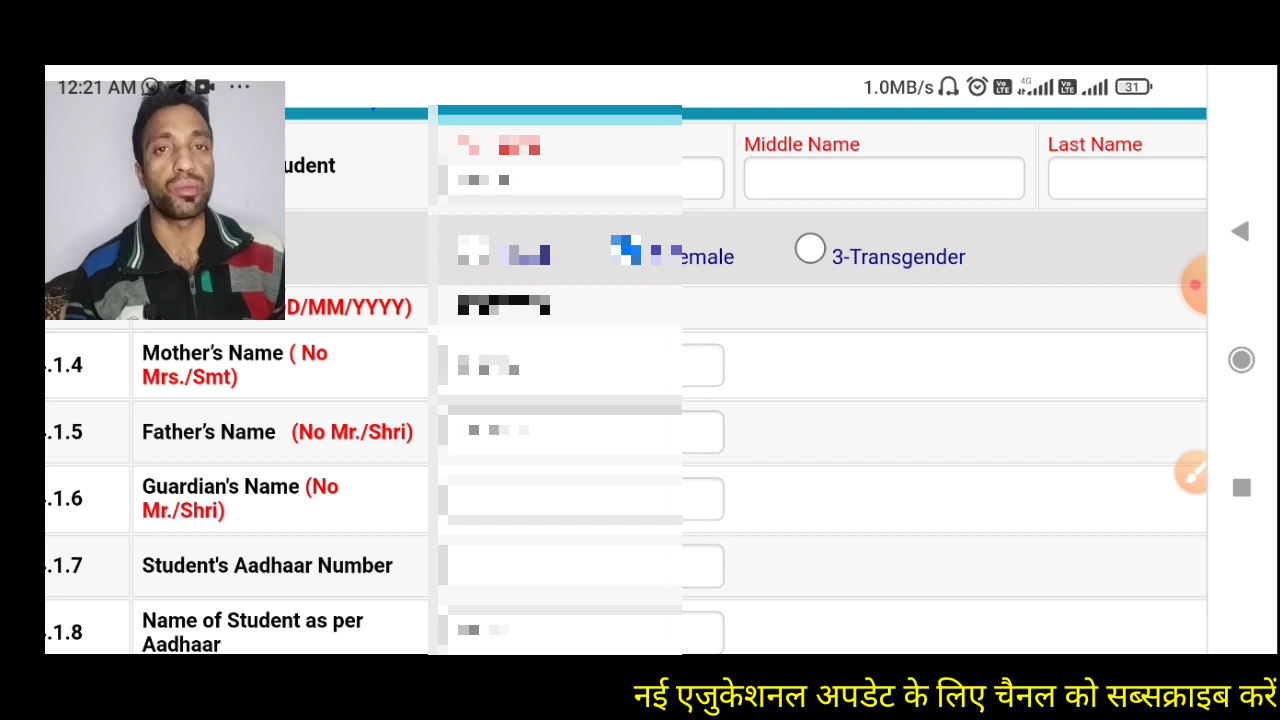 12:21 AM
1.0MB/s 4G 31
Middle Name
Last Name
udent
emale
3-Transgender
D/MM/YYYY)
.1.4
Mother's Name ( No
Mrs./Smt)
.1.5
Father's Name (No Mr./Shri)
.1.6
Guardian's Name (No
Mr./Shri)
.1.7
Student's Aadhaar Number
.1.8
Name of Student as per
Aadhaar
नई एजुकेशनल अपडेट के लिए चैनल को सब्सक्राइब करें